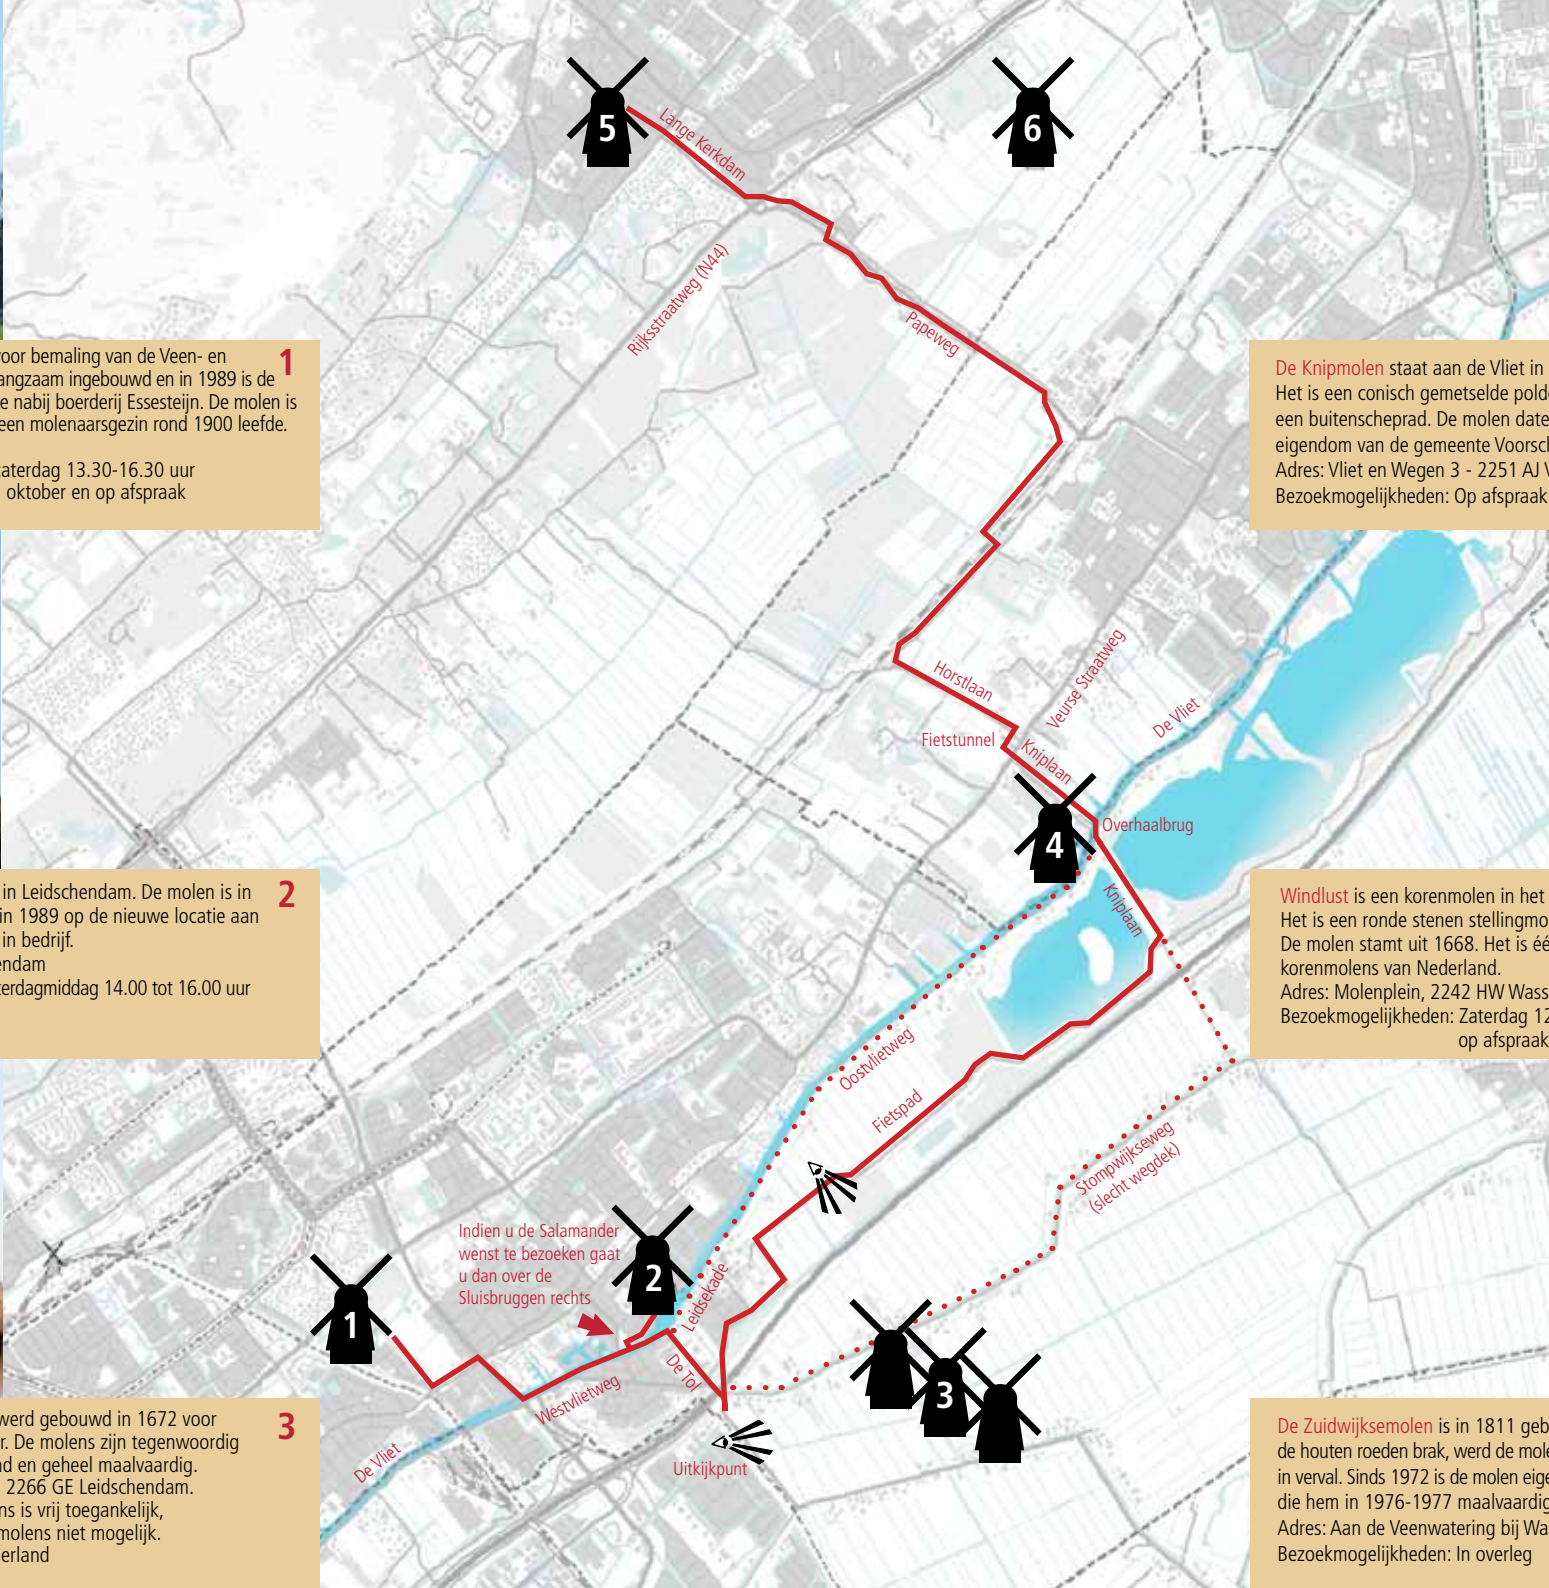 5
6
Lange Kerkdam
Rijksstraatweg (N44)
Papeweg
voor bemaling van de Veen- en
1
langzaam ingebouwd en in 1989 is de
e nabij boerderij Essesteijn. De molen is
een molenaarsgezin rond 1900 leefde.
zaterdag 13.30-16.30 uur
oktober en op afspraak
De Knipmolen staat aan de Vliet in
Het is een conisch gemetselde polde
een buitenscheprad. De molen date
eigendom van de gemeente Voorsch
Adres: Vliet en Wegen 3 - 2251 AJ V
Bezoekmogelijkheden: Op afspraak
Horstlaan
Veurse Straatweg
De Vliet
Fietstunnel
Kniplaan
4
Overhaalbrug
Kniplaan
in Leidschendam. De molen is in
2
in 1989 op de nieuwe locatie aan
in bedrijf.
endam
terdagmiddag 14.00 tot 16.00 uur
Windlust is een korenmolen in het
Het is een ronde stenen stellingmo
De molen stamt uit 1668. Het is éé
korenmolens van Nederland.
Adres: Molenplein, 2242 HW Wass
Bezoekmogelijkheden: Zaterdag 12
op afspraak
Oostvlietweg
Fietspad
Stompwijkseweg
(slecht wegdek)
Indien u de Salamander
wenst te bezoeken gaat
u dan over de
Sluisbruggen rechts
2
Leidsekade
1
De Tol
3
Westvlietweg
De Vliet
Uitkijkpunt
werd gebouwd in 1672 voor
3
r. De molens zijn tegenwoordig
nd en geheel maalvaardig.
2266 GE Leidschendam.
ns is vrij toegankelijk,
molens niet mogelijk.
erland
De Zuidwijksemolen is in 1811 geb
de houten roeden brak, werd de mole
in verval. Sinds 1972 is de molen eige
die hem in 1976-1977 maalvaardig
Adres: Aan de Veenwatering bij Wa
Bezoekmogelijkheden: In overleg